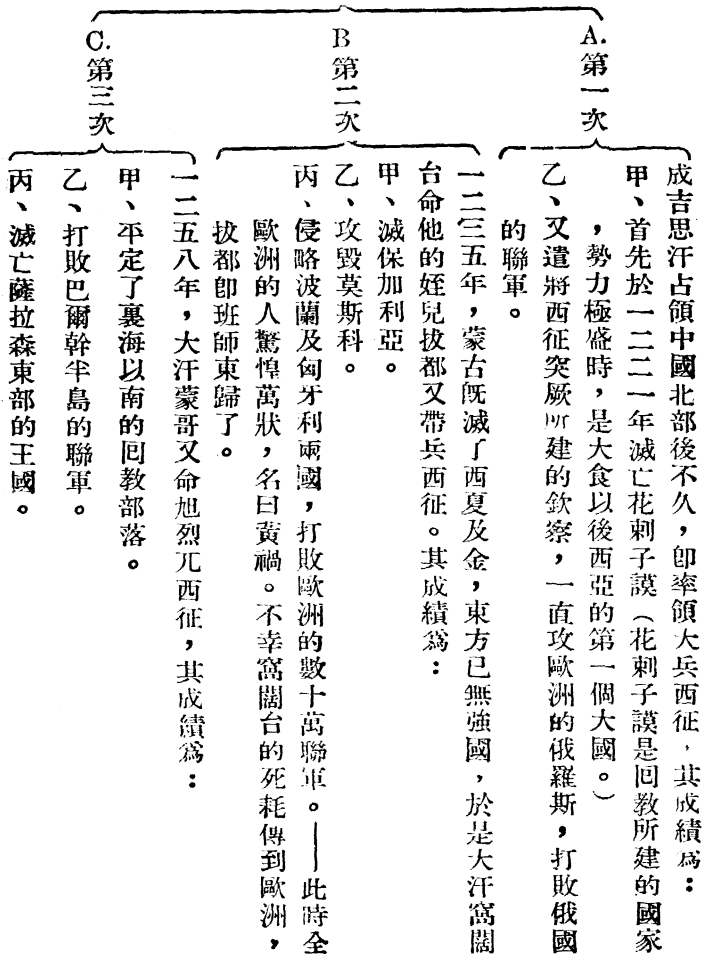 A.第一次
成吉思汗占領中國北部後不久，卽率領大兵西征，其成績爲：
甲、首先於一二二一年滅亡花剌子謨（花剌子謨是回敎所建的國家
，勢力極盛時，是大食以後西亞的第一個大國。）
乙、又遣將西征突厥所建的欽察，一直攻歐洲的俄羅斯，打敗俄國
的聯軍。
B第二次
一二三五年，蒙古旣滅了西夏及金，東方已無強國，於是大汗窩闊
台命他的姪兒拔都又帶兵西征。其成績爲：
甲、滅保加利亞。
乙、攻毀莫斯科。
丙、侵略波蘭及匈牙利兩國，打敗歐洲的數十萬聯軍。——此時全
歐洲的人驚惶萬狀，名曰黃禍。不幸窩闊台的死耗傳到歐洲，
拔都卽班師東歸了。
C.第三次
一二五八年，大汗蒙哥又命旭烈兀西征，其成績爲：
甲、平定了裏海以南的回敎部落。
乙、打敗巴爾幹半島的聯軍。
丙、滅亡薩拉森東部的王國。